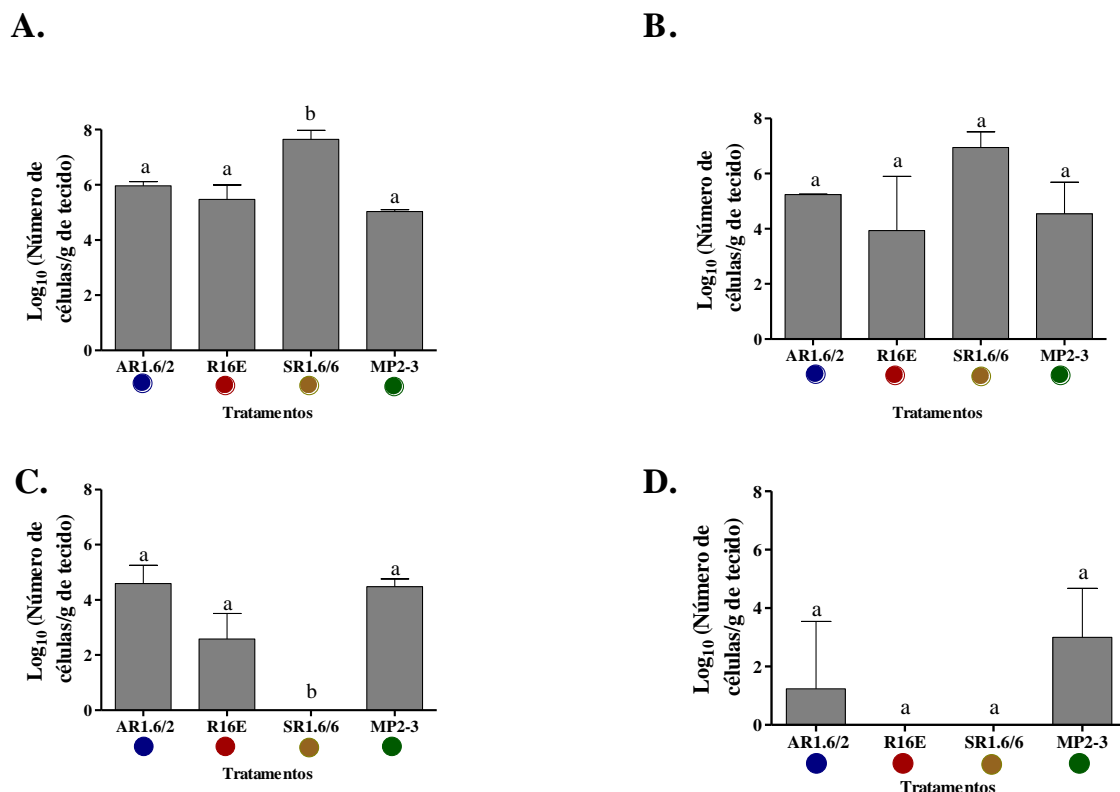 A.
Log10 (Número de
células/g de tecido)
8
6
4
2
0
a
a
b
a
AR1.6/2 R16E SR1.6/6 MP2-3
Tratamentos
B.
Log10 (Número de
células/g de tecido)
8
6
4
2
0
a
a
a
a
AR1.6/2 R16E SR1.6/6 MP2-3
Tratamentos
C.
Log10 (Número de
células/g de tecido)
8
6
4
2
0
a
a
b
a
AR1.6/2 R16E SR1.6/6 MP2-3
Tratamentos
D.
Log10 (Número de
células/g de tecido)
8
6
4
2
0
a
a
a
a
AR1.6/2 R16E SR1.6/6 MP2-3
Tratamentos